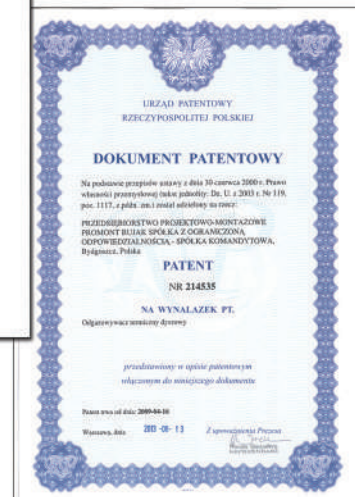 URZĄD PATENTOWY
RZECZYPOSPOLITEJ POLSKIEJ
DOKUMENT PATENTOWY
Na podstawie przepisów ustawy z dnia 30 czerwca 2000 r. Prawo
własności przemysłowej (tekst jednolity: Dz. U. z 2003 r. Nr 119,
poz. 1117, z późn. zm.) został udzielony na rzecz:
PRZEDSIĘBIORSTWO PROJEKTOWO-MONTAŻOWE
PROMONT BUJAK SPÓŁKA Z OGRANICZONĄ
ODPOWIEDZIALNOŚCIĄ - SPÓŁKA KOMANDYTOWA,
Bydgoszcz, Polska
PATENT
NR 214535
NA WYNALAZEK PT.
Odgazowywacz termiczny dyszowy
przedstawiony w opisie patentowym
włączonym do niniejszego dokumentu
Patent trwa od dnia: 2009-04-16
Warszawa, dnia 2013-08-13
Z upoważnienia Prezesa